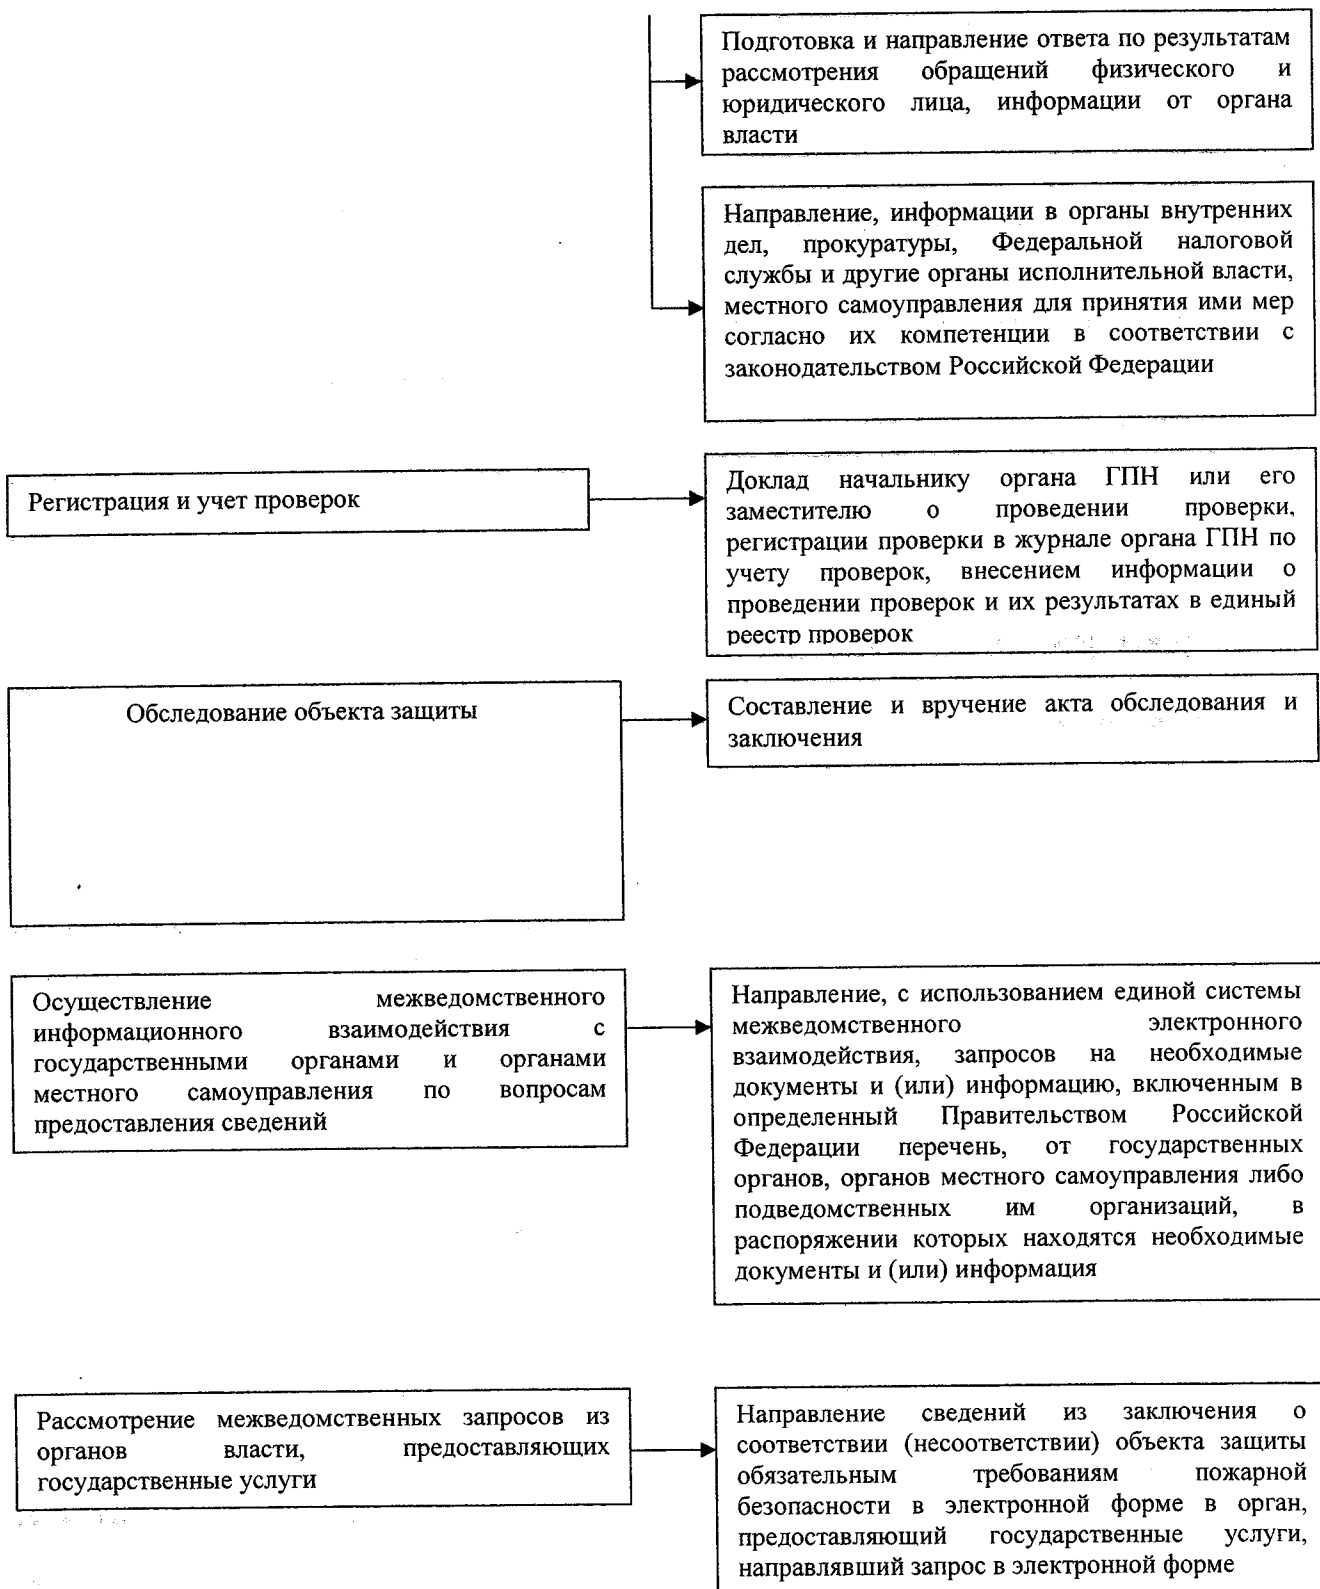 Подготовка и направление ответа по результатам
рассмотрения обращений физического и
юридического лица, информации от органа
власти
Направление, информации в органы внутренних
дел, прокуратуры, Федеральной налоговой
службы и другие органы исполнительной власти,
местного самоуправления для принятия ими мер
согласно их компетенции в соответствии с
законодательством Российской Федерации
Регистрация и учет проверок
Доклад начальнику органа ГПН или его
заместителю о проведении проверки,
регистрации проверки в журнале органа ГПН по
учету проверок, внесением информации о
проведении проверок и их результатах в единый
реестр проверок
Обследование объекта защиты
Составление и вручение акта обследования и
заключения
Осуществление межведомственного
информационного взаимодействия с
государственными органами и органами
местного самоуправления по вопросам
предоставления сведений
Направление, с использованием единой системы
межведомственного электронного
взаимодействия, запросов на необходимые
документы и (или) информацию, включенным в
определенный Правительством Российской
Федерации перечень, от государственных
органов, органов местного самоуправления либо
подведомственных им организаций, в
распоряжении которых находятся необходимые
документы и (или) информация
Рассмотрение межведомственных запросов из
органов власти, предоставляющих
государственные услуги
Направление сведений из заключения о
соответствии (несоответствии) объекта защиты
обязательным требованиям пожарной
безопасности в электронной форме в орган,
предоставляющий государственные услуги,
направлявший запрос в электронной форме